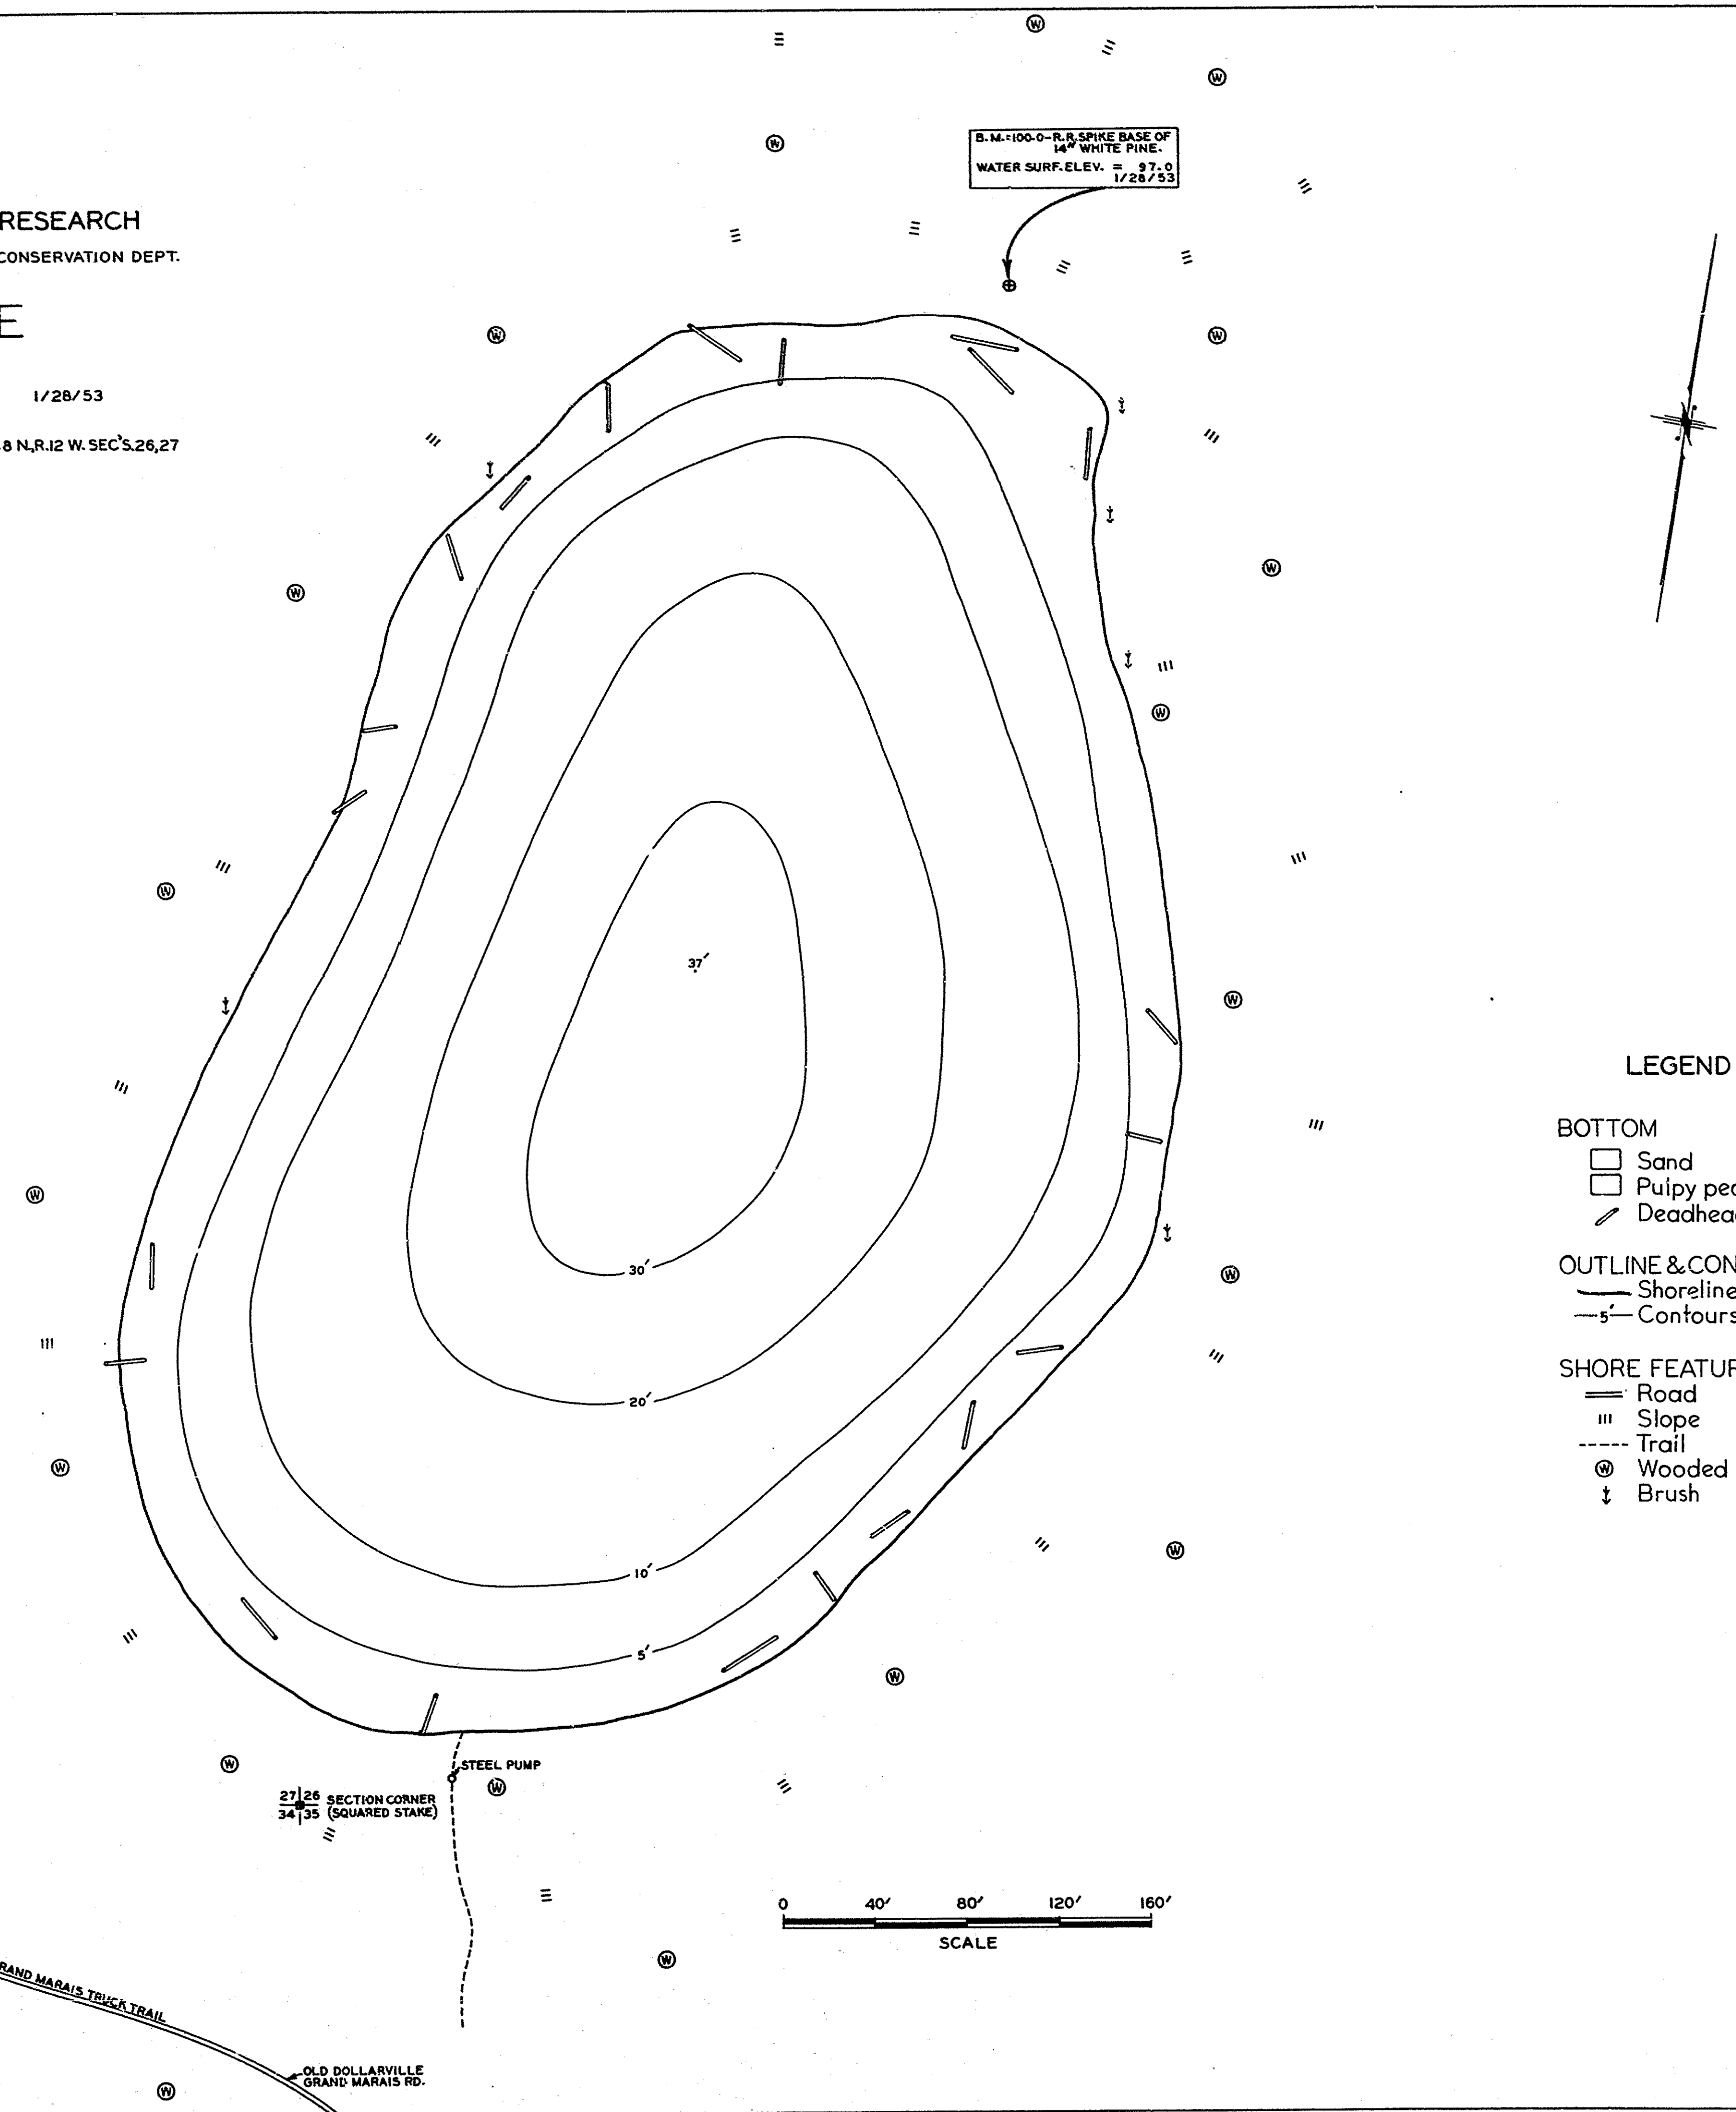 B.M.=100.0-R.R.SPIKE BASE OF
14" WHITE PINE.
WATER SURF.ELEV. = 97.0
1/28/53
RESEARCH
CONSERVATION DEPT.
E
1/28/53
8 N.,R.12 W. SEC'S.26,27
37'
30'
20'
10'
5'
LEGEND
BOTTOM
Sand
Pulpy pea
Deadhea
OUTLINE & CON
Shoreline
5' Contours
SHORE FEATUR
Road
Slope
Trail
W Wooded
Brush
STEEL PUMP
27 26 SECTION CORNER
34 35 (SQUARED STAKE)
0 40' 80' 120' 160'
SCALE
RAND MARAIS TRUCK TRAIL
OLD DOLLARVILLE
GRAND MARAIS RD.